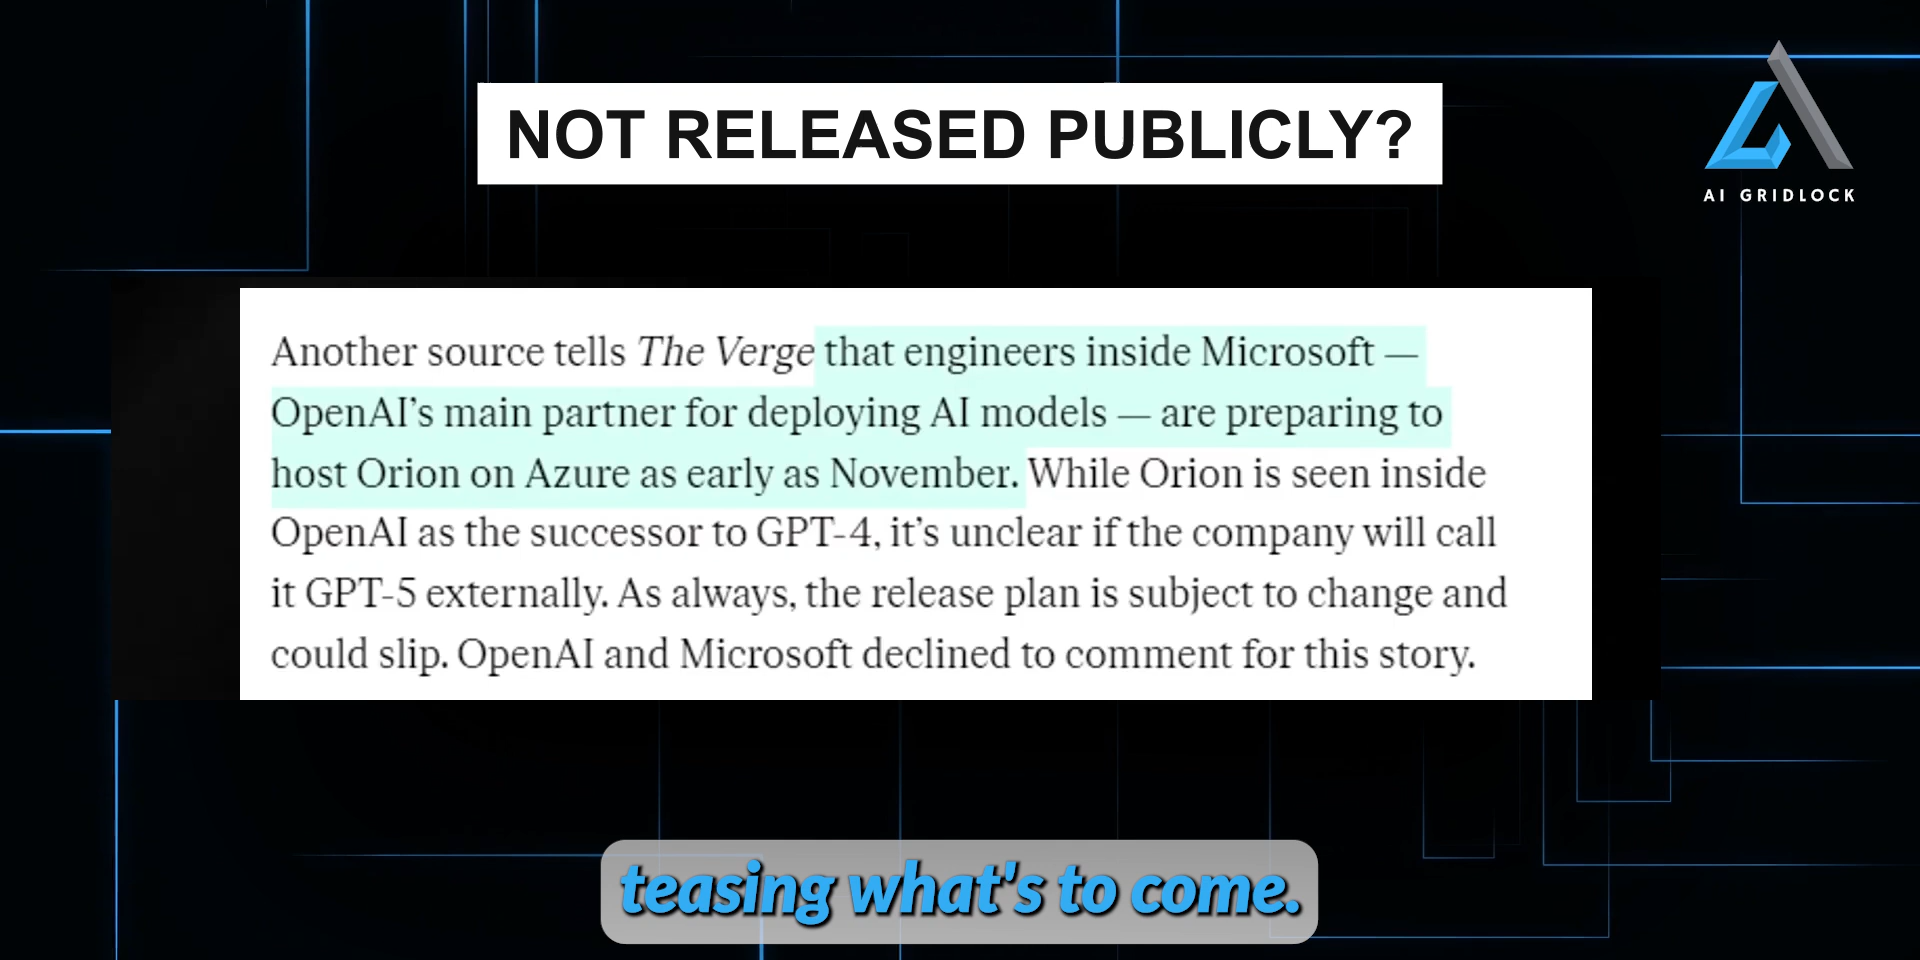 NOT RELEASED PUBLICLY?
AI GRIDLOCK
Another source tells The Verge that engineers inside Microsoft —
OpenAI’s main partner for deploying AI models — are preparing to
host Orion on Azure as early as November. While Orion is seen inside
OpenAI as the successor to GPT-4, it’s unclear if the company will call
it GPT-5 externally. As always, the release plan is subject to change and
could slip. OpenAI and Microsoft declined to comment for this story.
teasing what's to come.